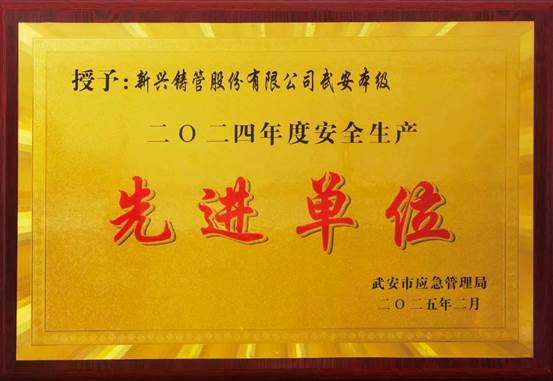 授予：新兴铸管股份有限公司武安本级
二〇二四年度安全生产
先进单位
武安市应急管理局
二〇二五年二月